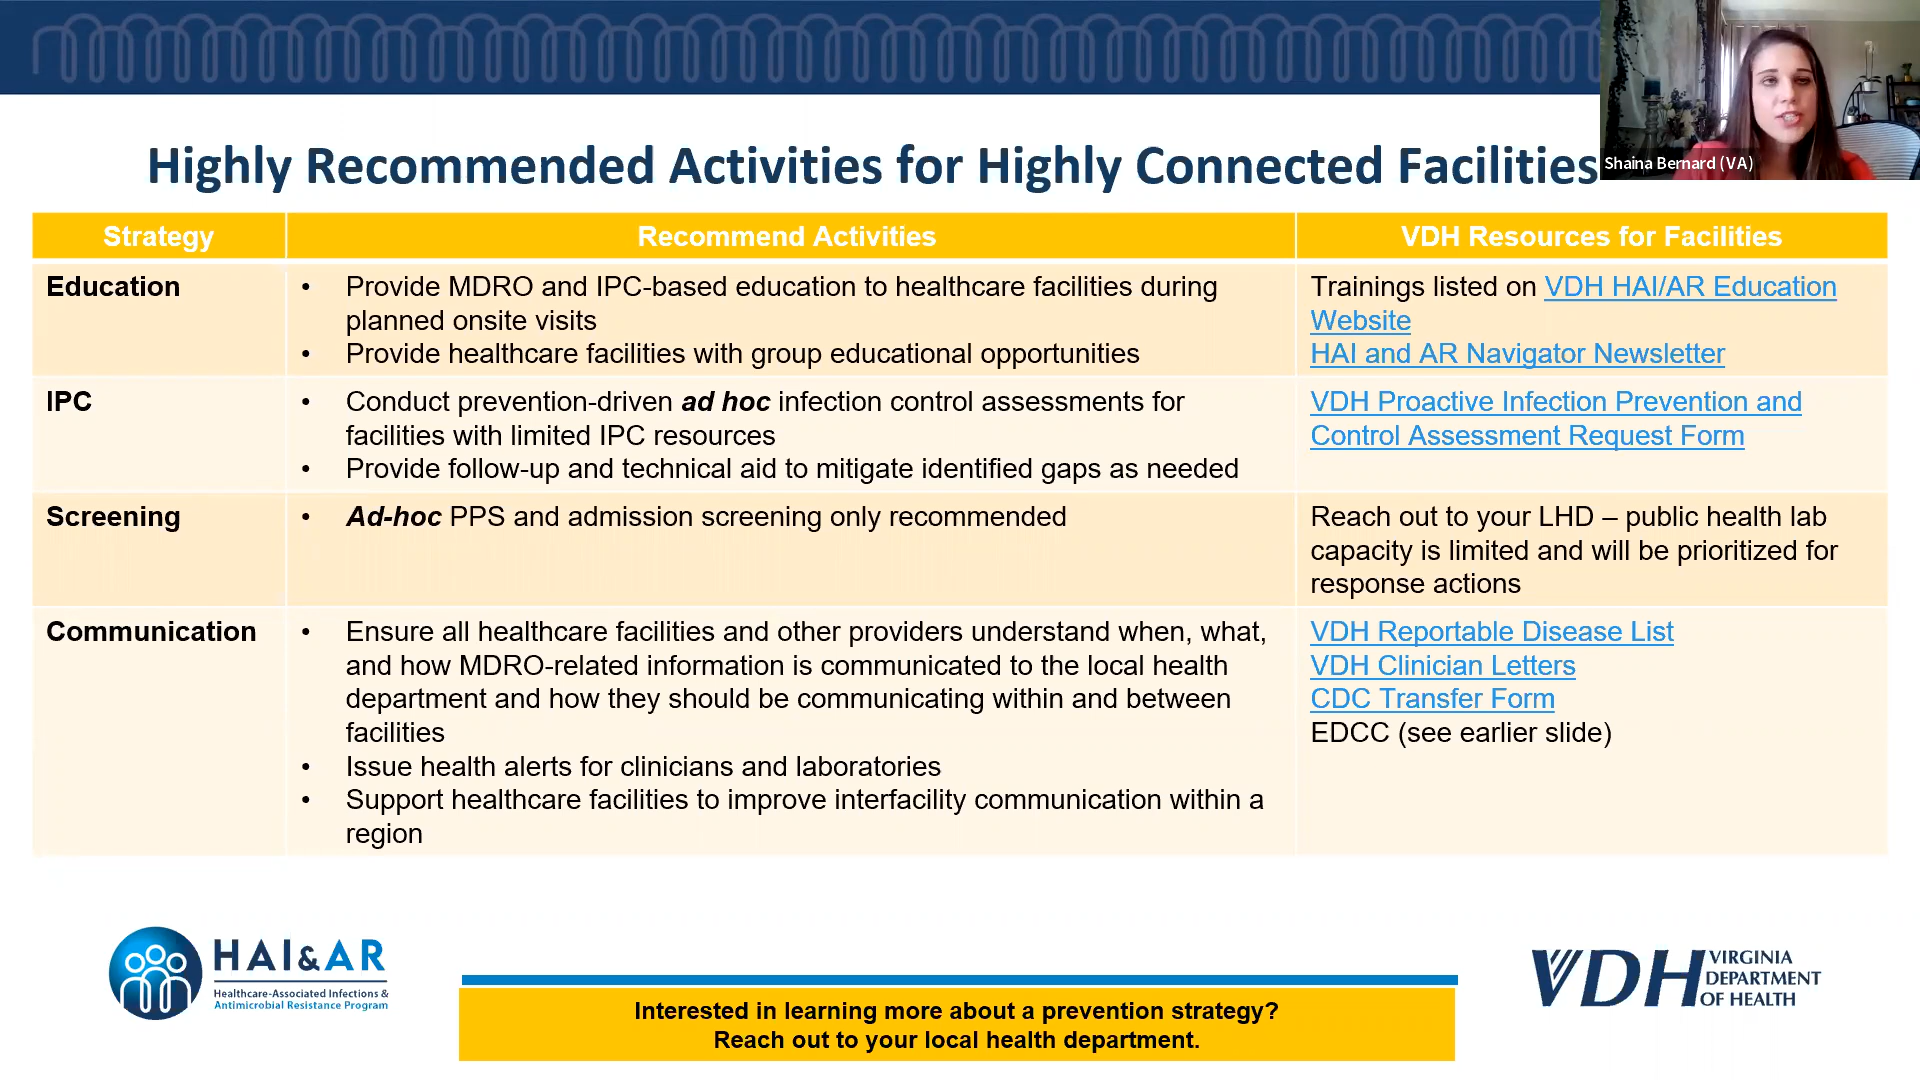 Highly Recommended Activities for Highly Connected Facilities
Shaina Bernard (VA)
Strategy
Recommend Activities
VDH Resources for Facilities
Education
• Provide MDRO and IPC-based education to healthcare facilities during
planned onsite visits
• Provide healthcare facilities with group educational opportunities
Trainings listed on VDH HAI/AR Education
Website
HAI and AR Navigator Newsletter
IPC
• Conduct prevention-driven ad hoc infection control assessments for
facilities with limited IPC resources
• Provide follow-up and technical aid to mitigate identified gaps as needed
VDH Proactive Infection Prevention and
Control Assessment Request Form
Screening
• Ad-hoc PPS and admission screening only recommended
Reach out to your LHD – public health lab
capacity is limited and will be prioritized for
response actions
Communication
• Ensure all healthcare facilities and other providers understand when, what,
and how MDRO-related information is communicated to the local health
department and how they should be communicating within and between
facilities
• Issue health alerts for clinicians and laboratories
• Support healthcare facilities to improve interfacility communication within a
region
VDH Reportable Disease List
VDH Clinician Letters
CDC Transfer Form
EDCC (see earlier slide)
HAI&AR
Healthcare-Associated Infections &
Antimicrobial Resistance Program
Interested in learning more about a prevention strategy?
Reach out to your local health department.
VDH VIRGINIA
DEPARTMENT
OF HEALTH